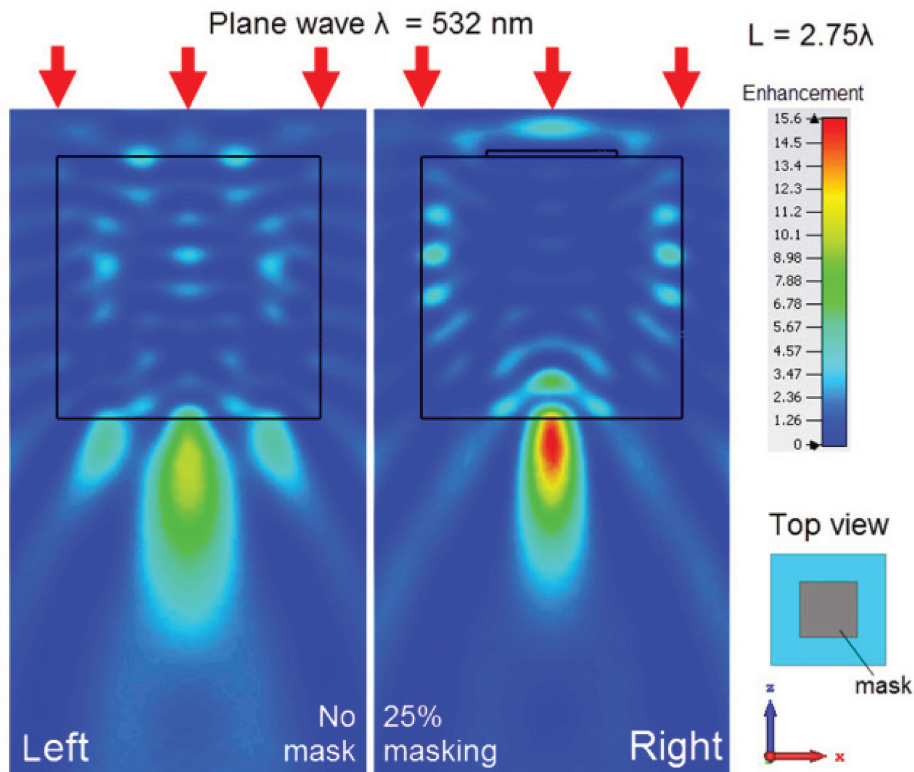 Plane wave λ = 532 nm
L = 2.75λ
Enhancement
15.6
14.5
13.4
12.3
11.2
10.1
8.98
7.88
6.78
5.67
4.57
3.47
2.36
1.26
0
No
mask
Left
25%
masking
Right
Top view
mask
z
x